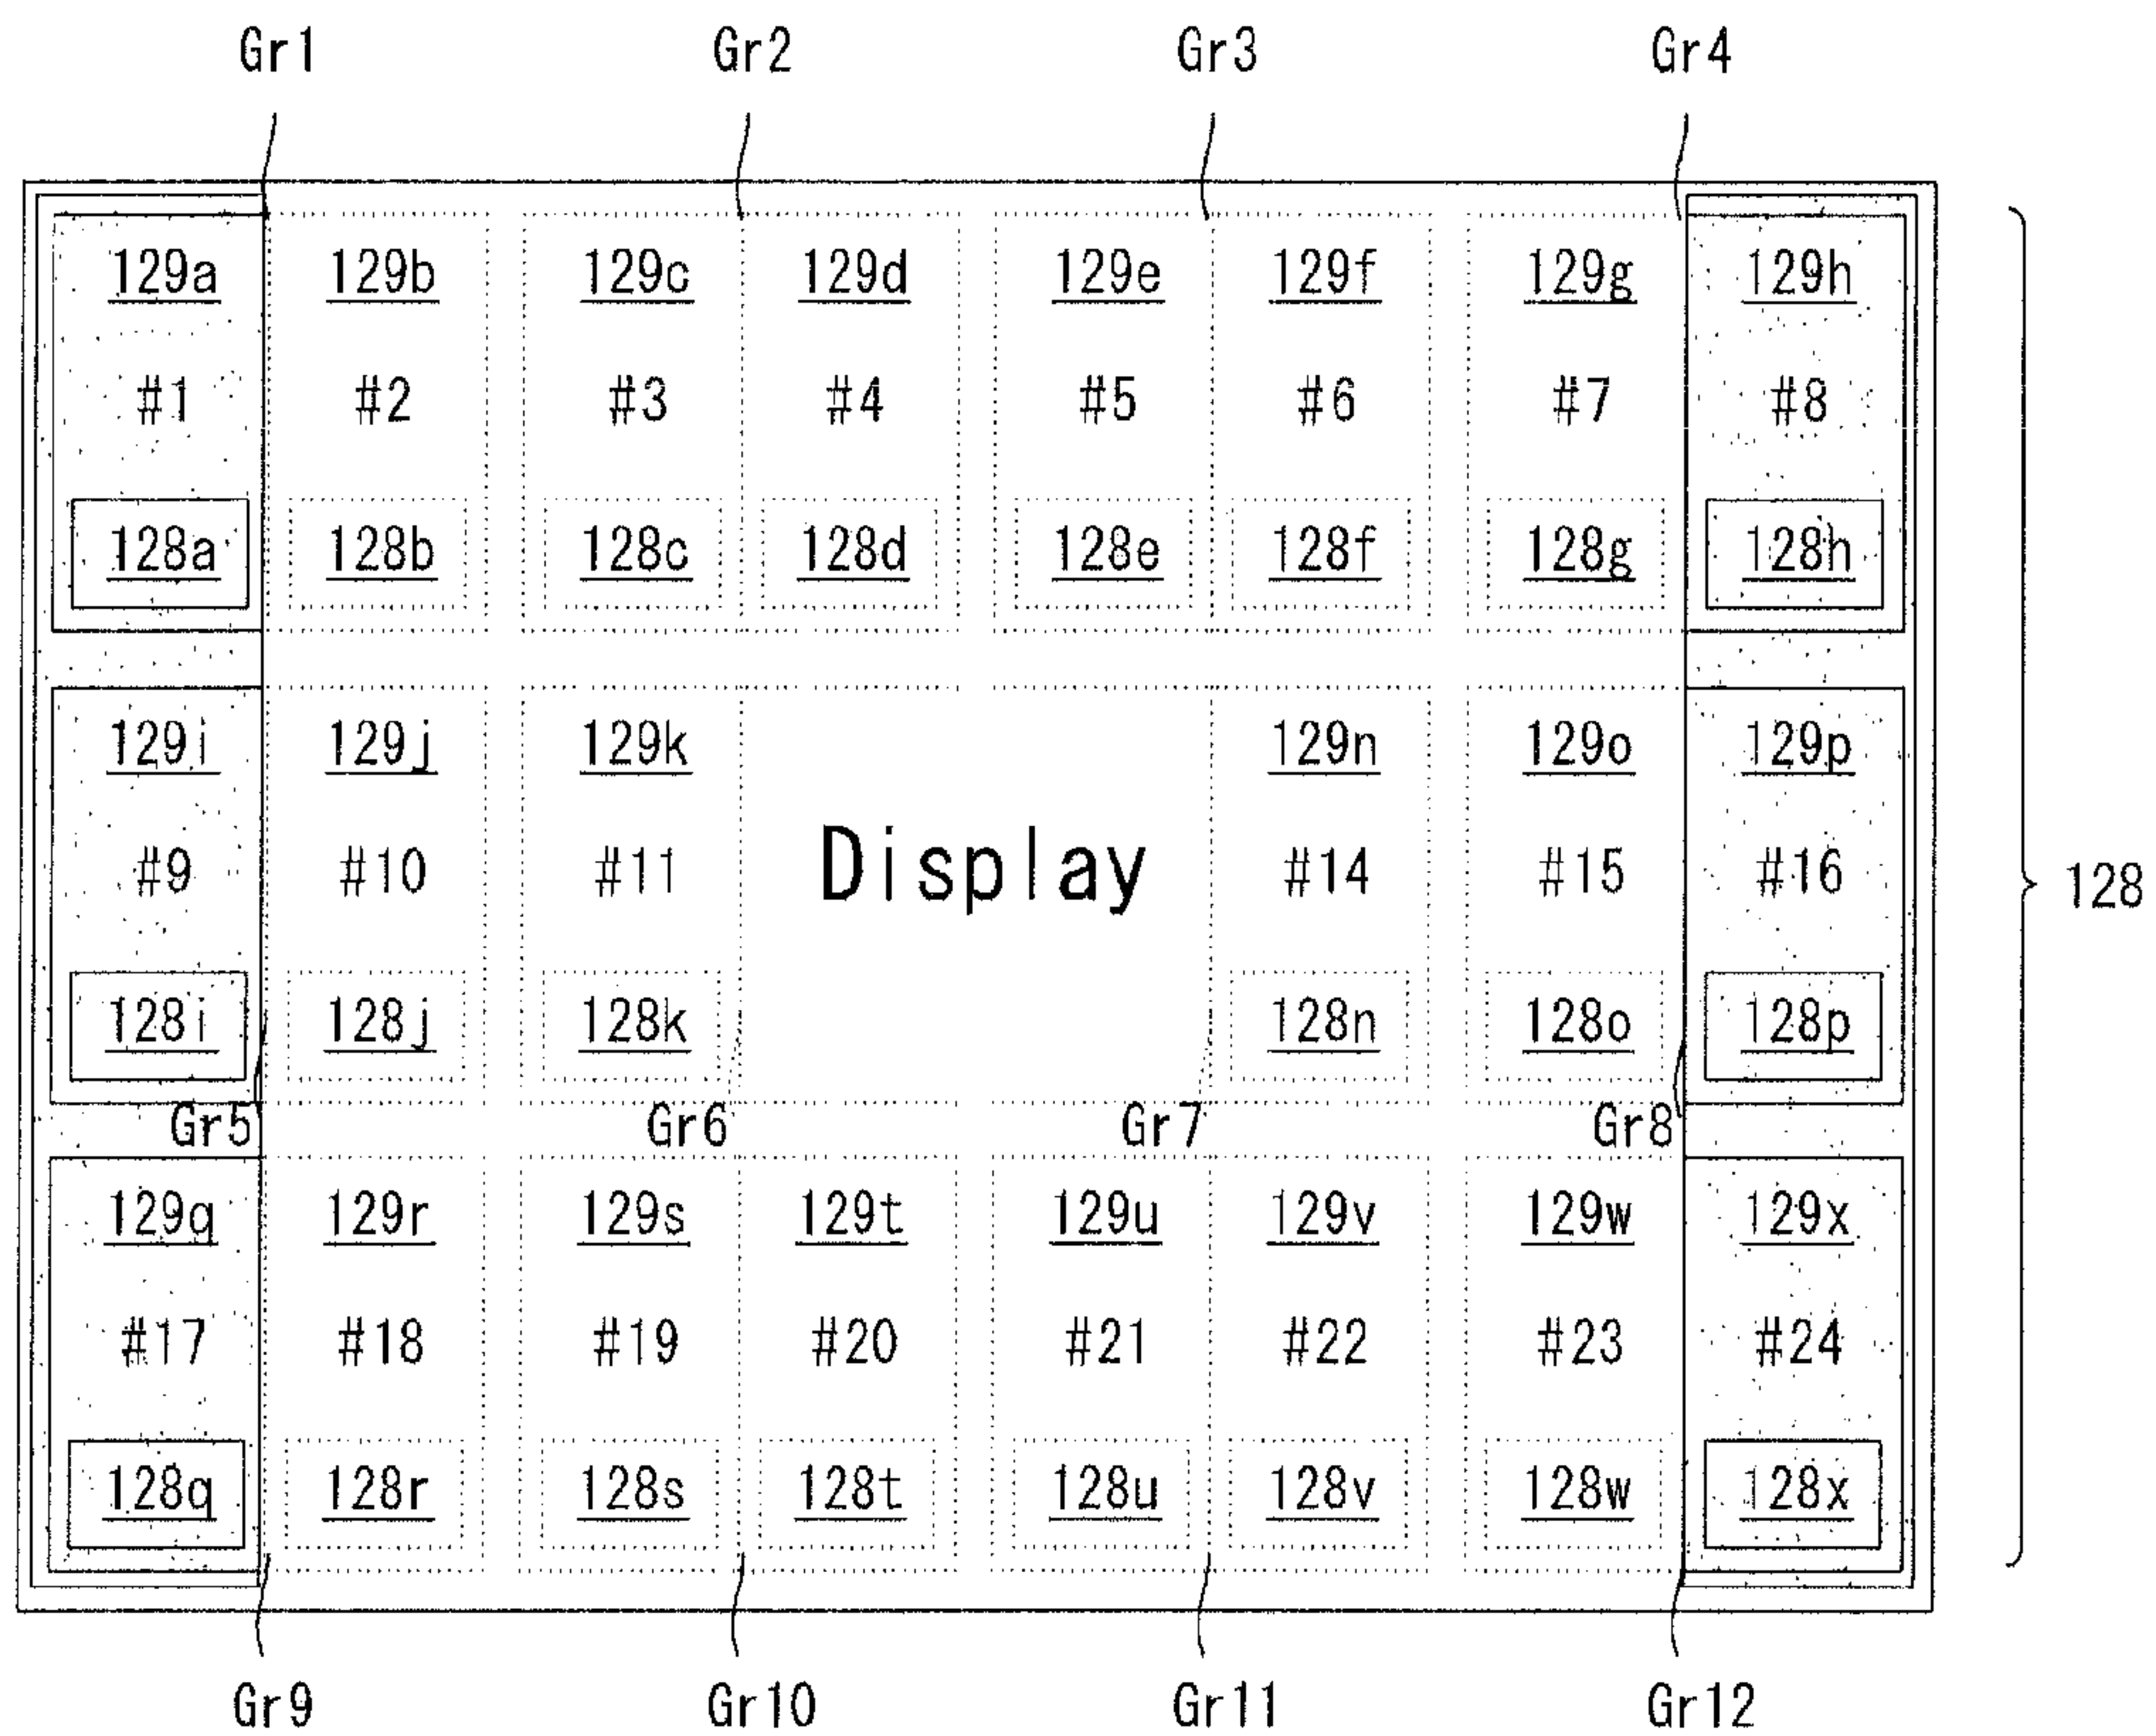 Gr1 Gr2 Gr3 Gr4
129a 129b 129c 129d 129e 129f 129g 129h
#1 #2 #3 #4 #5 #6 #7 #8
128a 128b 128c 128d 128e 128f 128g 128h
129i 129j 129k 129n 129o 129p
#9 #10 #11 Display #14 #15 #16 128
128i 128j 128k 128n 128o 128p
Gr5 Gr6 Gr7 Gr8
129q 129r 129s 129t 129u 129v 129w 129x
#17 #18 #19 #20 #21 #22 #23 #24
128q 128r 128s 128t 128u 128v 128w 128x
Gr9 Gr10 Gr11 Gr12